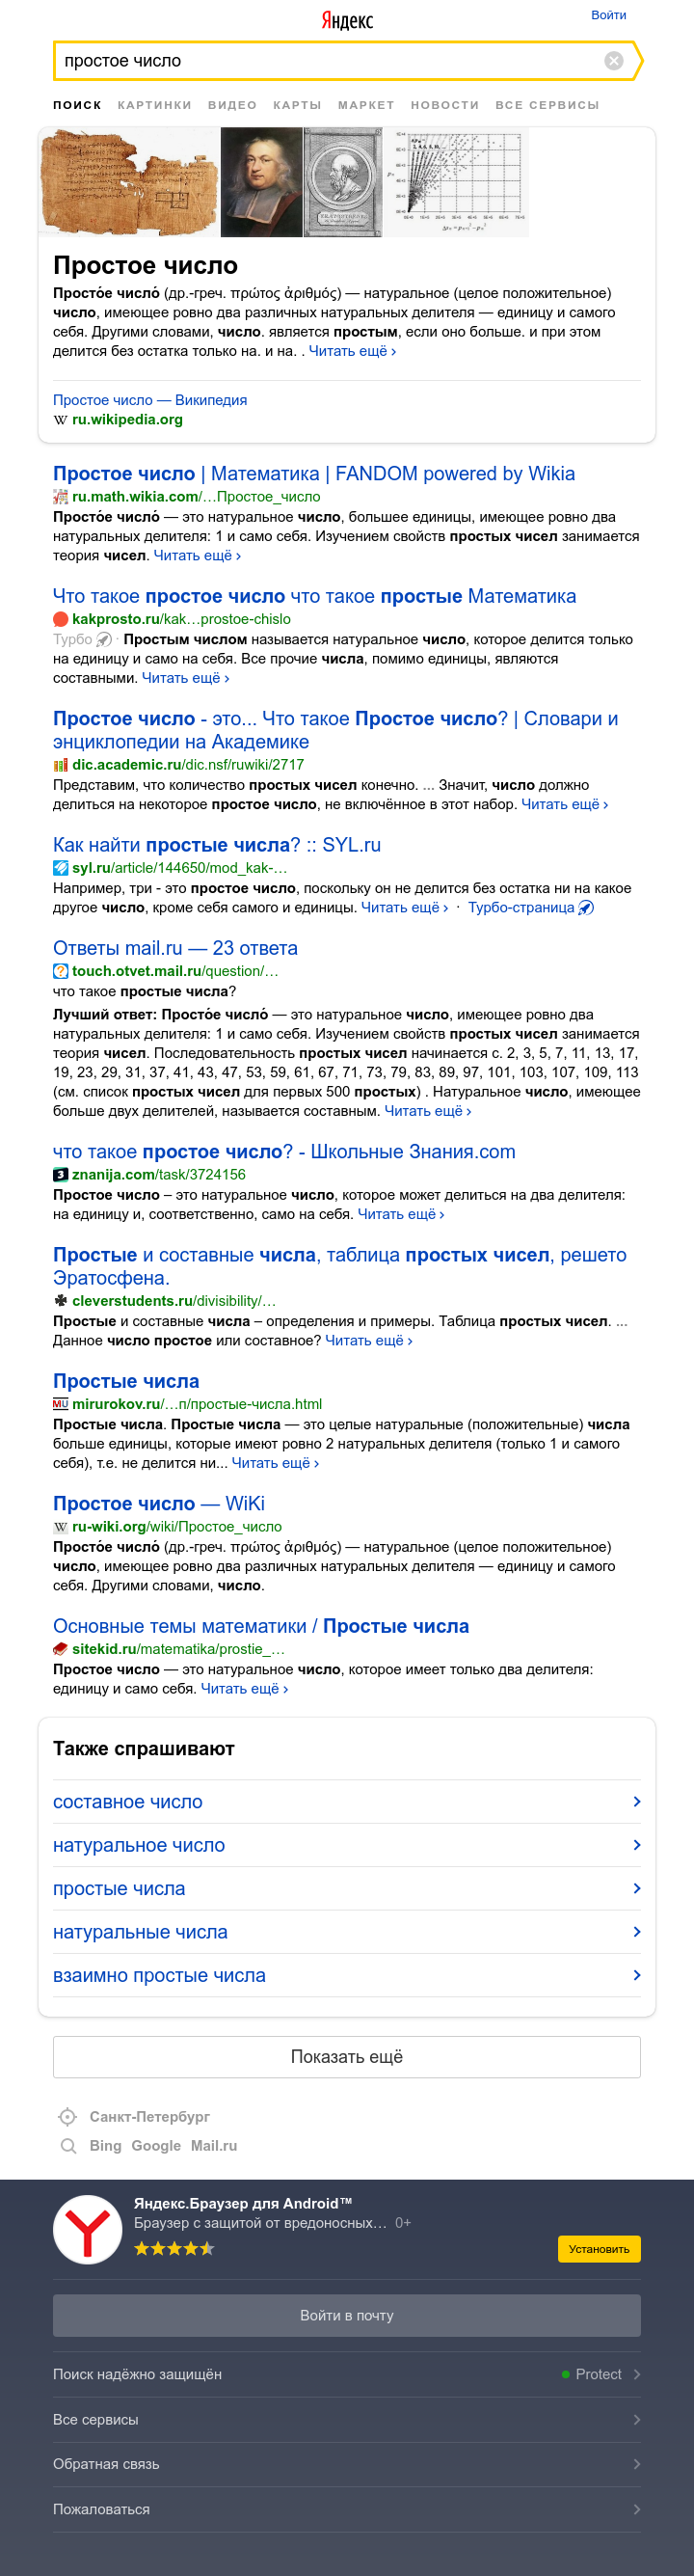 Яндекс
Войти
простое число
ПОИСК КАРТИНКИ ВИДЕО КАРТЫ МАРКЕТ НОВОСТИ ВСЕ СЕРВИСЫ
Простое число
Просто́е число́ (др.-греч. πρώτος ἀριθμός) — натуральное (целое положительное)
число, имеющее ровно два различных натуральных делителя — единицу и самого
себя. Другими словами, число. является простым, если оно больше. и при этом
делится без остатка только на. и на. . Читать ещё ›
Простое число — Википедия
ru.wikipedia.org
Простое число | Математика | FANDOM powered by Wikia
ru.math.wikia.com/…Простое_число
Просто́е число́ — это натуральное число, большее единицы, имеющее ровно два
натуральных делителя: 1 и само себя. Изучением свойств простых чисел занимается
теория чисел. Читать ещё ›
Что такое простое число что такое простые Математика
kakprosto.ru/kak…prostoe-chislo
Турбо · Простым числом называется натуральное число, которое делится только
на единицу и само на себя. Все прочие числа, помимо единицы, являются
составными. Читать ещё ›
Простое число - это... Что такое Простое число? | Словари и
энциклопедии на Академике
dic.academic.ru/dic.nsf/ruwiki/2717
Представим, что количество простых чисел конечно. ... Значит, число должно
делиться на некоторое простое число, не включённое в этот набор. Читать ещё ›
Как найти простые числа? :: SYL.ru
syl.ru/article/144650/mod_kak-…
Например, три - это простое число, поскольку он не делится без остатка ни на какое
другое число, кроме себя самого и единицы. Читать ещё › · Турбо-страница
Ответы mail.ru — 23 ответа
touch.otvet.mail.ru/question/…
что такое простые числа?
Лучший ответ: Просто́е число́ — это натуральное число, имеющее ровно два
натуральных делителя: 1 и само себя. Изучением свойств простых чисел занимается
теория чисел. Последовательность простых чисел начинается с. 2, 3, 5, 7, 11, 13, 17,
19, 23, 29, 31, 37, 41, 43, 47, 53, 59, 61, 67, 71, 73, 79, 83, 89, 97, 101, 103, 107, 109, 113
(см. список простых чисел для первых 500 простых) . Натуральное число, имеющее
больше двух делителей, называется составным. Читать ещё ›
что такое простое число? - Школьные Знания.com
znanija.com/task/3724156
Простое число – это натуральное число, которое может делиться на два делителя:
на единицу и, соответственно, само на себя. Читать ещё ›
Простые и составные числа, таблица простых чисел, решето
Эратосфена.
cleverstudents.ru/divisibility/…
Простые и составные числа – определения и примеры. Таблица простых чисел. ...
Данное число простое или составное? Читать ещё ›
Простые числа
mirurokov.ru/…п/простые-числа.html
Простые числа. Простые числа — это целые натуральные (положительные) числа
больше единицы, которые имеют ровно 2 натуральных делителя (только 1 и самого
себя), т.е. не делится ни... Читать ещё ›
Простое число — WiKi
ru-wiki.org/wiki/Простое_число
Просто́е число́ (др.-греч. πρώτος ἀριθμός) — натуральное (целое положительное)
число, имеющее ровно два различных натуральных делителя — единицу и самого
себя. Другими словами, число.
Основные темы математики / Простые числа
sitekid.ru/matematika/prostie_…
Простое число — это натуральное число, которое имеет только два делителя:
единицу и само себя. Читать ещё ›
Также спрашивают
составное число
натуральное число
простые числа
натуральные числа
взаимно простые числа
Показать ещё
Санкт-Петербург
Bing Google Mail.ru
Яндекс.Браузер для Android™
Браузер с защитой от вредоносных… 0+
Установить
Войти в почту
Поиск надёжно защищён
Protect
Все сервисы
Обратная связь
Пожаловаться